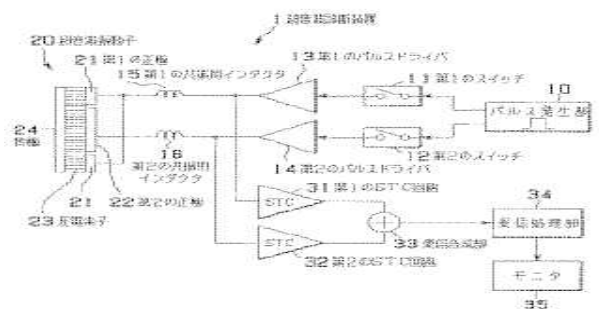 1 超音波診断装置
20 超音波振動子
21 第1の正極
15 第1の共振用インダクタ
13 第1のパルスドライバ
11 第1のスイッチ
10
パルス発生部
24
負極
16
第2の共振用
インダクタ
14 第2のパルスドライバ
12 第2のスイッチ
21
22 第2の正極
23 圧電素子
31 第1のSTC回路
STC
34
受信処理部
33 受信合成部
STC
32 第2のSTC回路
モニタ
35